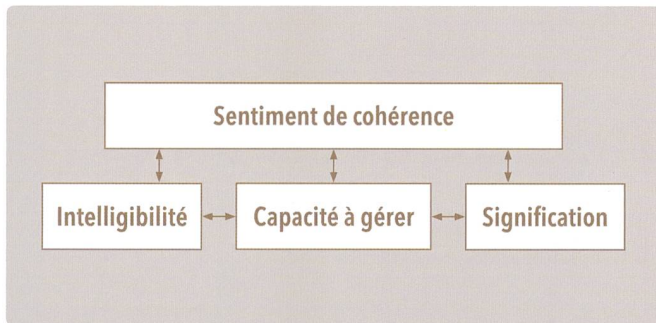 Sentiment de cohérence
Intelligibilité
Capacité à gérer
Signification